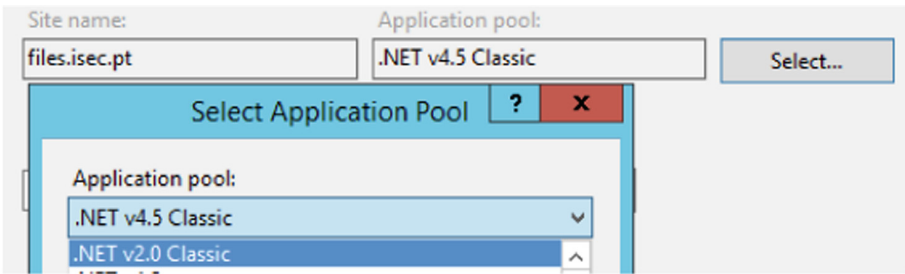 Site name:
Application pool:
files.isec.pt
.NET v4.5 Classic
Select...
Select Application Pool
?
x
Application pool:
.NET v4.5 Classic
.NET v2.0 Classic